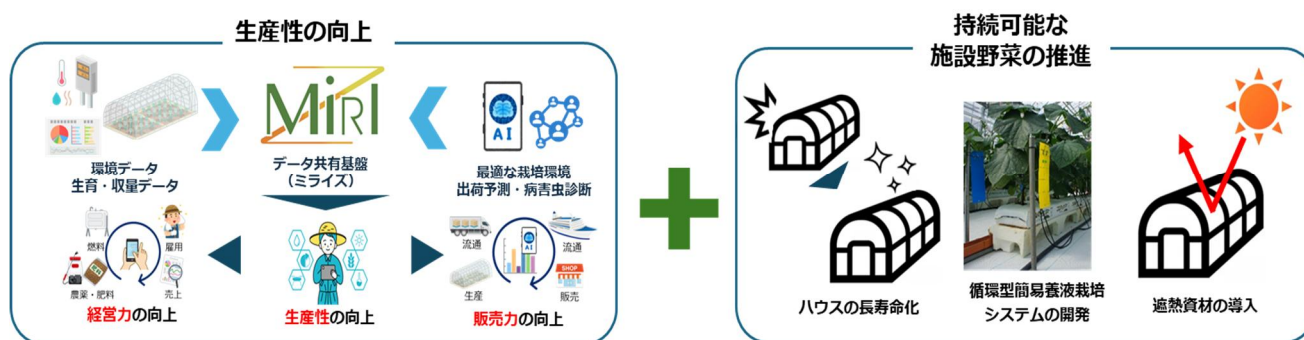 生産性の向上
MiRI
データ共有基盤
(ミライズ)
環境データ
生育・収量データ
AI
最適な栽培環境
出荷予測・病害虫診断
燃料
雇用
農薬・肥料
売上
経営力の向上
生産性の向上
流通
AI
流通
生産
SHOP
販売
販売力の向上
持続可能な
施設野菜の推進
ハウスの長寿命化
循環型簡易養液栽培
システムの開発
遮熱資材の導入